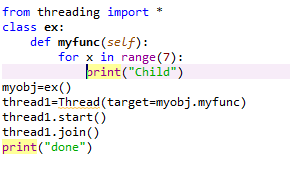 from threading import *
class ex:
    def myfunc(self):
        for x in range(7):
            print("Child")
myobj=ex()
thread1=Thread(target=myobj.myfunc)
thread1.start()
thread1.join()
print("done")